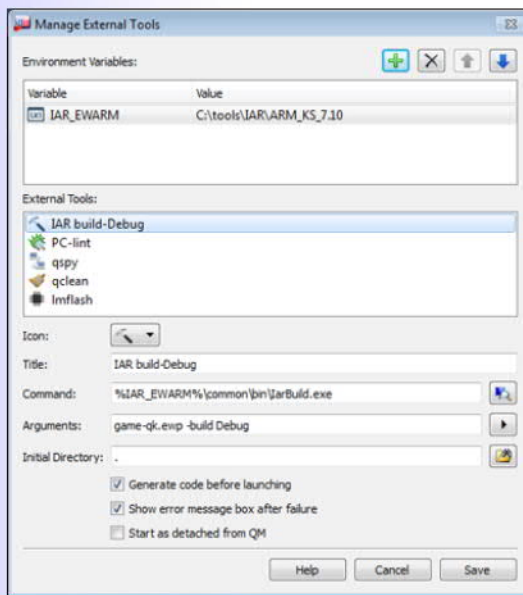 Manage External Tools
Environment Variables:
Variable Value
IAR_EWARM C:\tools\IAR\ARM_KS_7.10
External Tools:
IAR build-Debug
PC-lint
qspy
qclean
lmflash
Icon:
Title: IAR build-Debug
Command: %IAR_EWARM%\common\bin\IarBuild.exe
Arguments: game-qk.ewp -build Debug
Initial Directory: .
Generate code before launching
Show error message box after failure
Start as detached from QM
Help Cancel Save